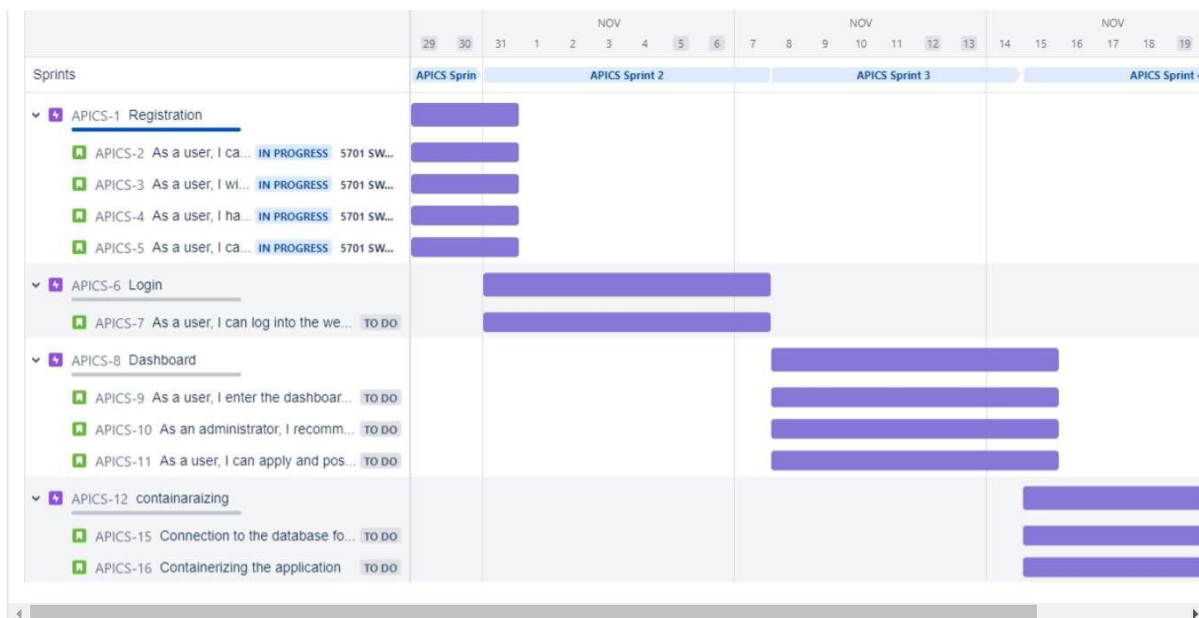 NOV NOV NOV
29 30 31 1 2 3 4 5 6 7 8 9 10 11 12 13 14 15 16 17 18 19
Sprints APICS Sprin APICS Sprint 2 APICS Sprint 3 APICS Sprint
APICS-1 Registration
APICS-2 As a user, I ca... IN PROGRESS 5701 SW...
APICS-3 As a user, I wi... IN PROGRESS 5701 SW...
APICS-4 As a user, I ha... IN PROGRESS 5701 SW...
APICS-5 As a user, I ca... IN PROGRESS 5701 SW...
APICS-6 Login
APICS-7 As a user, I can log into the we... TO DO
APICS-8 Dashboard
APICS-9 As a user, I enter the dashboar... TO DO
APICS-10 As an administrator, I recomm... TO DO
APICS-11 As a user, I can apply and pos... TO DO
APICS-12 containaraizing
APICS-15 Connection to the database fo... TO DO
APICS-16 Containerizing the application TO DO